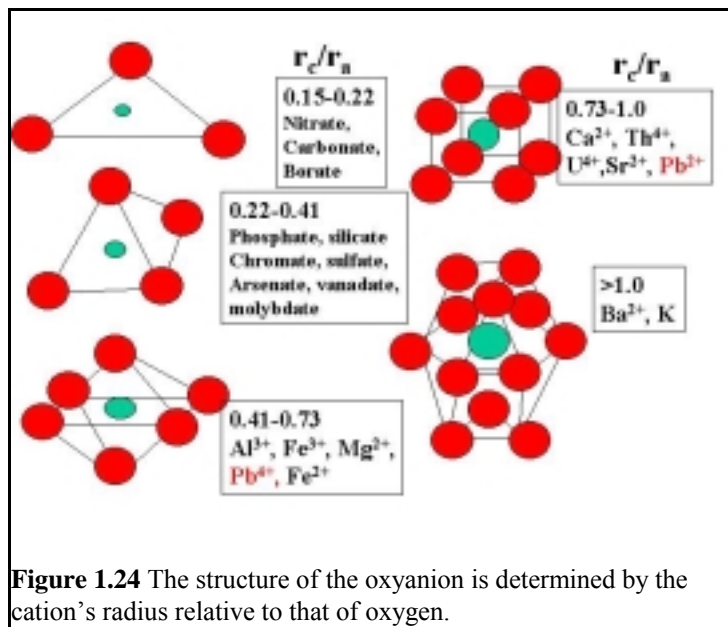 r_c/r_a
0.15-0.22
Nitrate,
Carbonate,
Borate
0.22-0.41
Phosphate, silicate
Chromate, sulfate,
Arsenate, vanadate,
molybdate
0.41-0.73
Al³⁺, Fe³⁺, Mg²⁺,
Pb⁴⁺, Fe²⁺
r_c/r_a
0.73-1.0
Ca²⁺, Th⁴⁺,
U⁴⁺,Sr²⁺, Pb²⁺
>1.0
Ba²⁺, K
Figure 1.24 The structure of the oxyanion is determined by the
cation’s radius relative to that of oxygen.